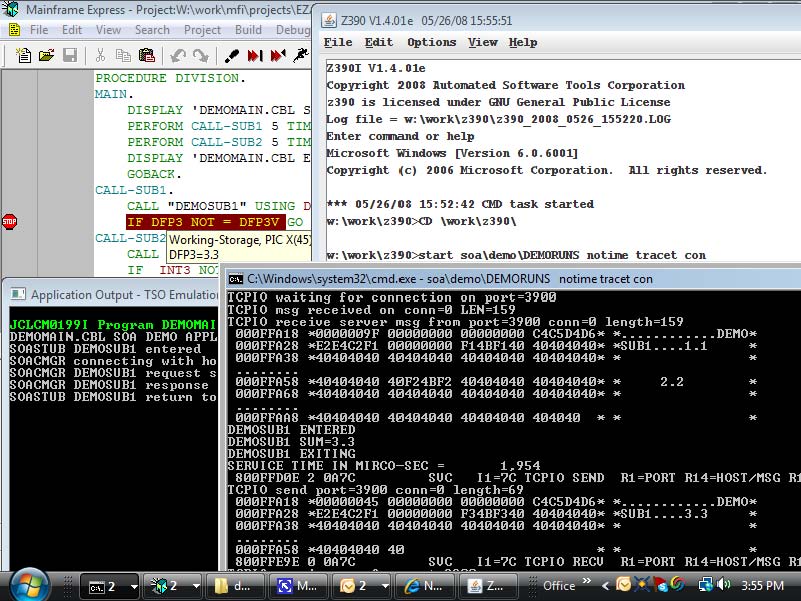 Mainframe Express - Project:W:\work\mfi\projects\EZA
File Edit View Search Project Build Debug
PROCEDURE DIVISION.
MAIN.
DISPLAY 'DEMOMAIN.CBL S
PERFORM CALL-SUB1 5 TIM
PERFORM CALL-SUB2 5 TIM
DISPLAY 'DEMOMAIN.CBL E
GOBACK.
CALL-SUB1.
CALL "DEMOSUB1" USING D
STOP
IF DFP3 NOT = DFP3V GO
CALL-SUB2
Working-Storage, PIC X(45)
CALL
DFP3=3.3
IF INT3 NOT
Z390 V1.4.01e 05/26/08 15:55:51
File Edit Options View Help
Z390I V1.4.01e
Copyright 2008 Automated Software Tools Corporation
z390 is licensed under GNU General Public License
Log file = w:\work\z390\z390_2008_0526_155220.LOG
Enter command or help
Microsoft Windows [Version 6.0.6001]
Copyright (c) 2006 Microsoft Corporation.  All rights reserved.
*** 05/26/08 15:52:42 CMD task started
w:\work\z390>CD \work\z390\
w:\work\z390>start soa\demo\DEMORUNS notime tracet con
Application Output - TSO Emulation
JCLCM0199I Program DEMOMAI
DEMOMAIN.CBL SOA DEMO APPL
SOASTUB DEMOSUB1 entered
SOACMGR connecting with ho
SOACMGR DEMOSUB1 request s
SOACMGR DEMOSUB1 response
SOASTUB DEMOSUB1 return to
C:\Windows\system32\cmd.exe - soa\demo\DEMORUNS  notime tracet con
TCPIO waiting for connection on port=3900
TCPIO msg received on conn=0 LEN=159
TCPIO receive server msg from port=3900 conn=0 length=159
000FFA18 *0000009F 00000000 00000000 C4C5D4D6* *............DEMO*
000FFA28 *E2E4C2F1 00000000 F14BF140 40404040* *SUB1....1.1     *
000FFA38 *40404040 40404040 40404040 40404040* *                *
........
000FFA58 *40404040 40F24BF2 40404040 40404040* *     2.2        *
000FFA68 *40404040 40404040 40404040 40404040* *                *
........
000FFAA8 *40404040 40404040 40404040 404040  * *               *
DEMOSUB1 ENTERED
DEMOSUB1 SUM=3.3
DEMOSUB1 EXITING
SERVICE TIME IN MIRCO-SEC =        1,954
800FFD0E 2 0A7C          SVC   I1=7C TCPIO SEND  R1=PORT R14=HOST/MSG R1
TCPIO send port=3900 conn=0 length=69
000FFA18 *00000045 00000000 00000000 C4C5D4D6* *............DEMO*
000FFA28 *E2E4C2F1 00000000 F34BF340 40404040* *SUB1....3.3     *
000FFA38 *40404040 40404040 40404040 40404040* *                *
........
000FFA58 *40404040 40                        * *                *
800FFE9E 0 0A7C          SVC   I1=7C TCPIO RECV  R1=PORT R14=HOST/MSG R1
2 2 d... M... 2 N... Z... Office » 3:55 PM